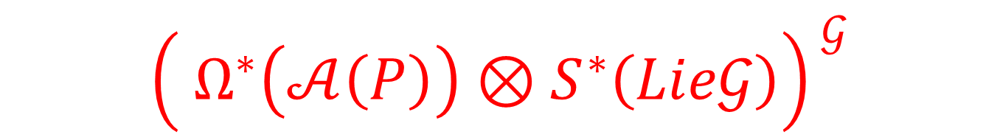 (Ω*(𝒜(P)) ⊗ S*(Lie𝒢))^𝒢